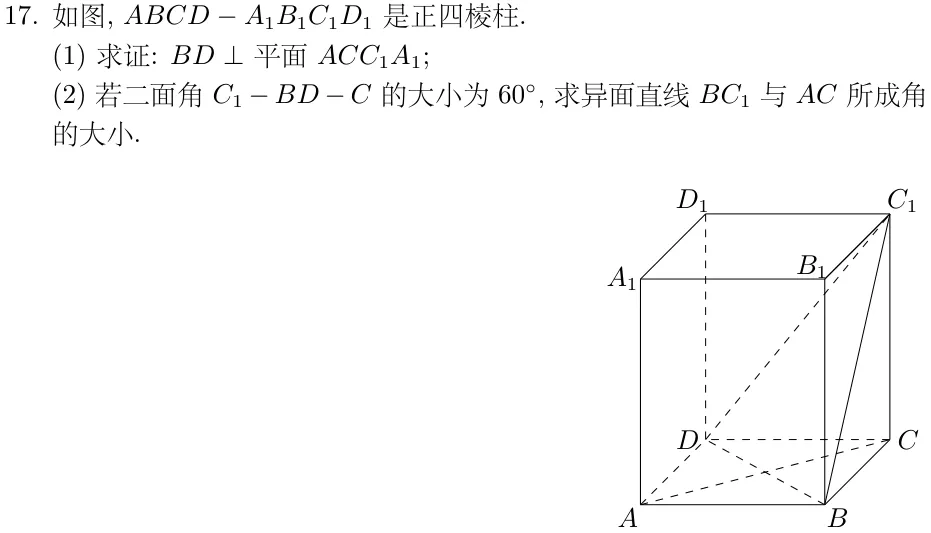 17. 如图, ABCD − A₁B₁C₁D₁ 是正四棱柱.
(1) 求证: BD ⊥ 平面 ACC₁A₁;
(2) 若二面角 C₁ − BD − C 的大小为 60°, 求异面直线 BC₁ 与 AC 所成角
的大小.
D₁
C₁
B₁
A₁
D
C
A
B